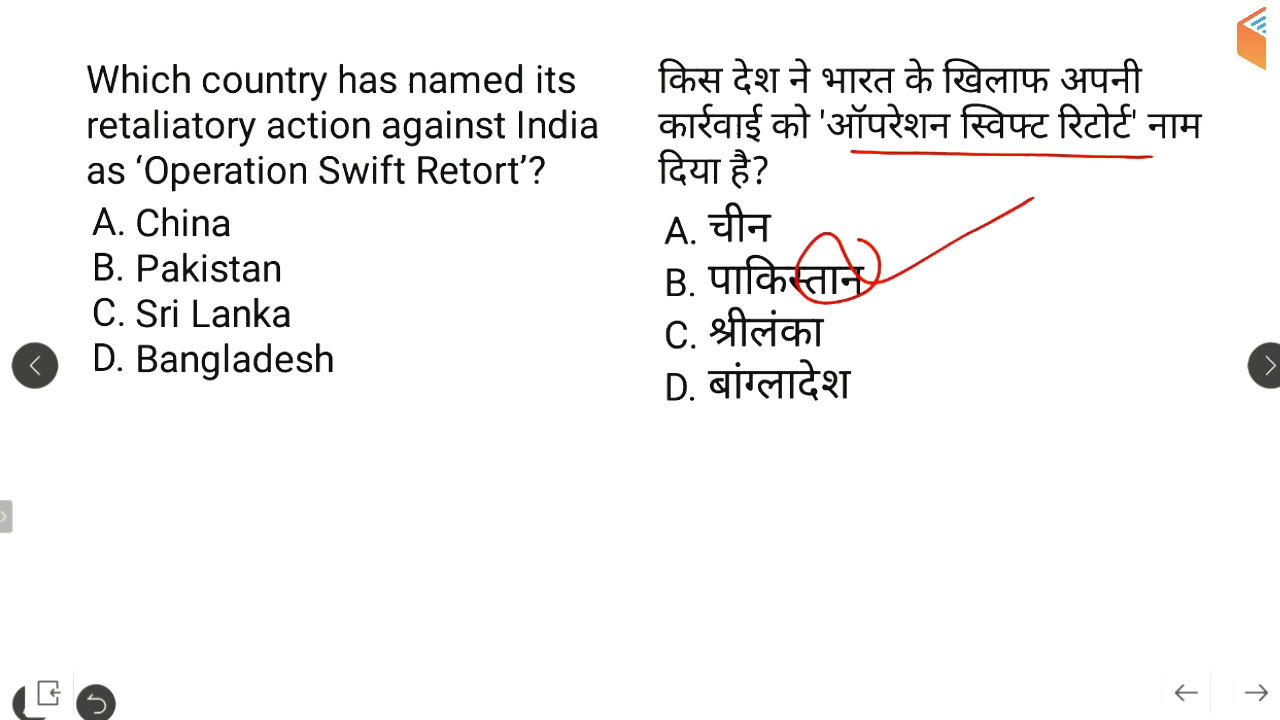 Which country has named its
retaliatory action against India
as ‘Operation Swift Retort’?
A. China
B. Pakistan
C. Sri Lanka
D. Bangladesh
किस देश ने भारत के खिलाफ अपनी
कार्रवाई को 'ऑपरेशन स्विफ्ट रिटोर्ट' नाम
दिया है?
A. चीन
B. पाकिस्तान
C. श्रीलंका
D. बांग्लादेश